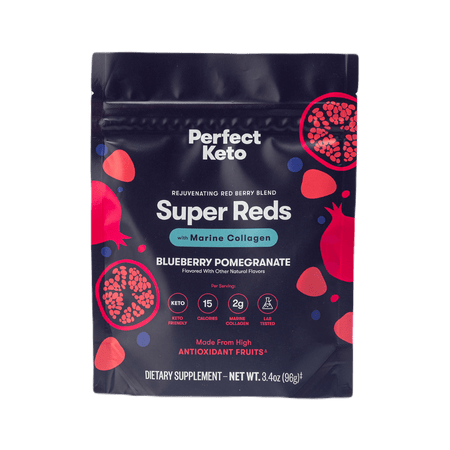 Perfect
Keto
REJUVENATING RED BERRY BLEND
Super Reds
with Marine Collagen
BLUEBERRY POMEGRANATE
Flavored With Other Natural Flavors
Per Serving:
KETO 15 2g
KETO FRIENDLY CALORIES MARINE COLLAGEN LAB TESTED
Made From High
ANTIOXIDANT FRUITS^
DIETARY SUPPLEMENT – NET WT. 3.4oz (96g)‡